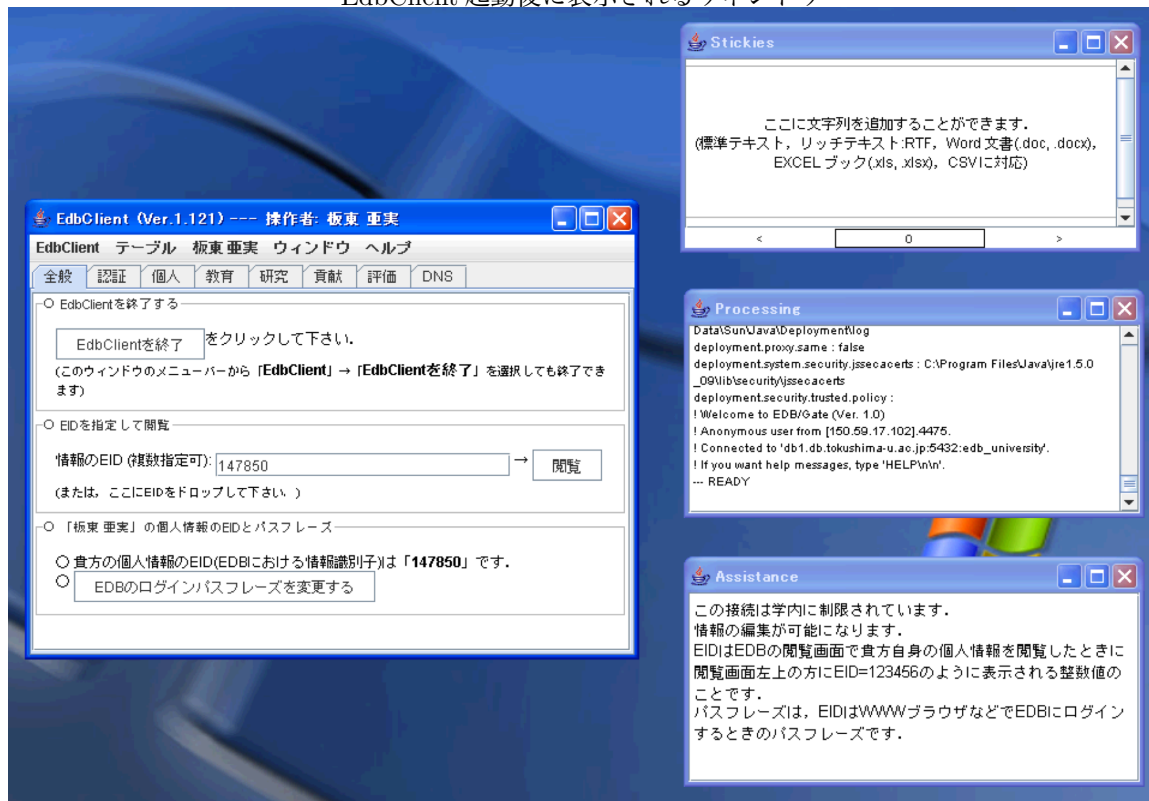 EdbClient 起動後に表示されるウィンドウ
Stickies
ここに文字列を追加することができます．
(標準テキスト，リッチテキスト:RTF，Word 文書(.doc, .docx)，
EXCEL ブック(.xls, .xlsx)，CSVに対応)
< 0 >
EdbClient (Ver.1.121) --- 操作者: 板東 亜実
EdbClient テーブル 板東 亜実 ウィンドウ ヘルプ
全般 認証 個人 教育 研究 貢献 評価 DNS
EdbClientを終了する
EdbClientを終了 をクリックして下さい．
(このウィンドウのメニューバーから「EdbClient」→「EdbClientを終了」を選択しても終了でき
ます)
EIDを指定して閲覧
情報のEID (複数指定可): 147850 → 閲覧
(または，ここにEIDをドロップして下さい．)
「板東 亜実」の個人情報のEIDとパスフレーズ
貴方の個人情報のEID(EDBにおける情報識別子)は「147850」です．
EDBのログインパスフレーズを変更する
Processing
Data\Sun\Java\Deployment\log
deployment.proxy.same : false
deployment.system.security.jssecacerts : C:\Program Files\Java\jre1.5.0
_09\lib\security\jssecacerts
deployment.security.trusted.policy :
! Welcome to EDB/Gate (Ver. 1.0)
! Anonymous user from [150.59.17.102].4475.
! Connected to 'db1.db.tokushima-u.ac.jp:5432:edb_university'.
! If you want help messages, type 'HELP\n\n'.
--- READY
Assistance
この接続は学内に制限されています．
情報の編集が可能になります．
EIDはEDBの閲覧画面で貴方自身の個人情報を閲覧したときに
閲覧画面左上の方にEID=123456のように表示される整数値の
ことです．
パスフレーズは，EIDはWWWブラウザなどでEDBにログイン
するときのパスフレーズです．